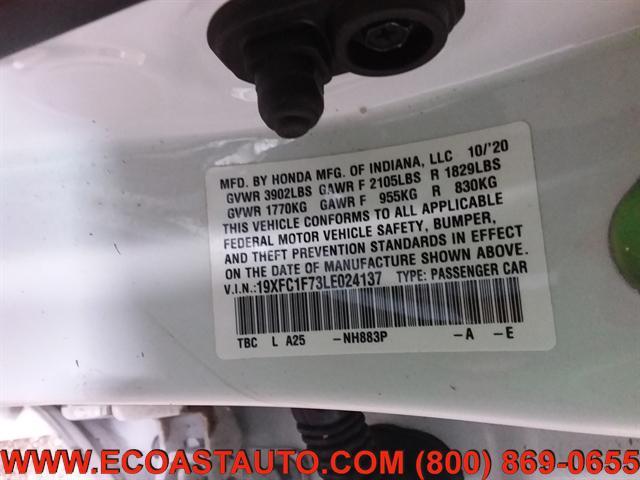 MFD. BY HONDA MFG. OF INDIANA, LLC 10/'20
GVWR 3902LBS GAWR F 2105LBS R 1829LBS
GVWR 1770KG GAWR F 955KG R 830KG
THIS VEHICLE CONFORMS TO ALL APPLICABLE
FEDERAL MOTOR VEHICLE SAFETY, BUMPER,
AND THEFT PREVENTION STANDARDS IN EFFECT
ON THE DATE OF MANUFACTURE SHOWN ABOVE.
V.I.N.:19XFC1F73LE024137 TYPE: PASSENGER CAR
TBC L A25 -NH883P -A -E
WWW.ECOASTAUTO.COM (800) 869-0655